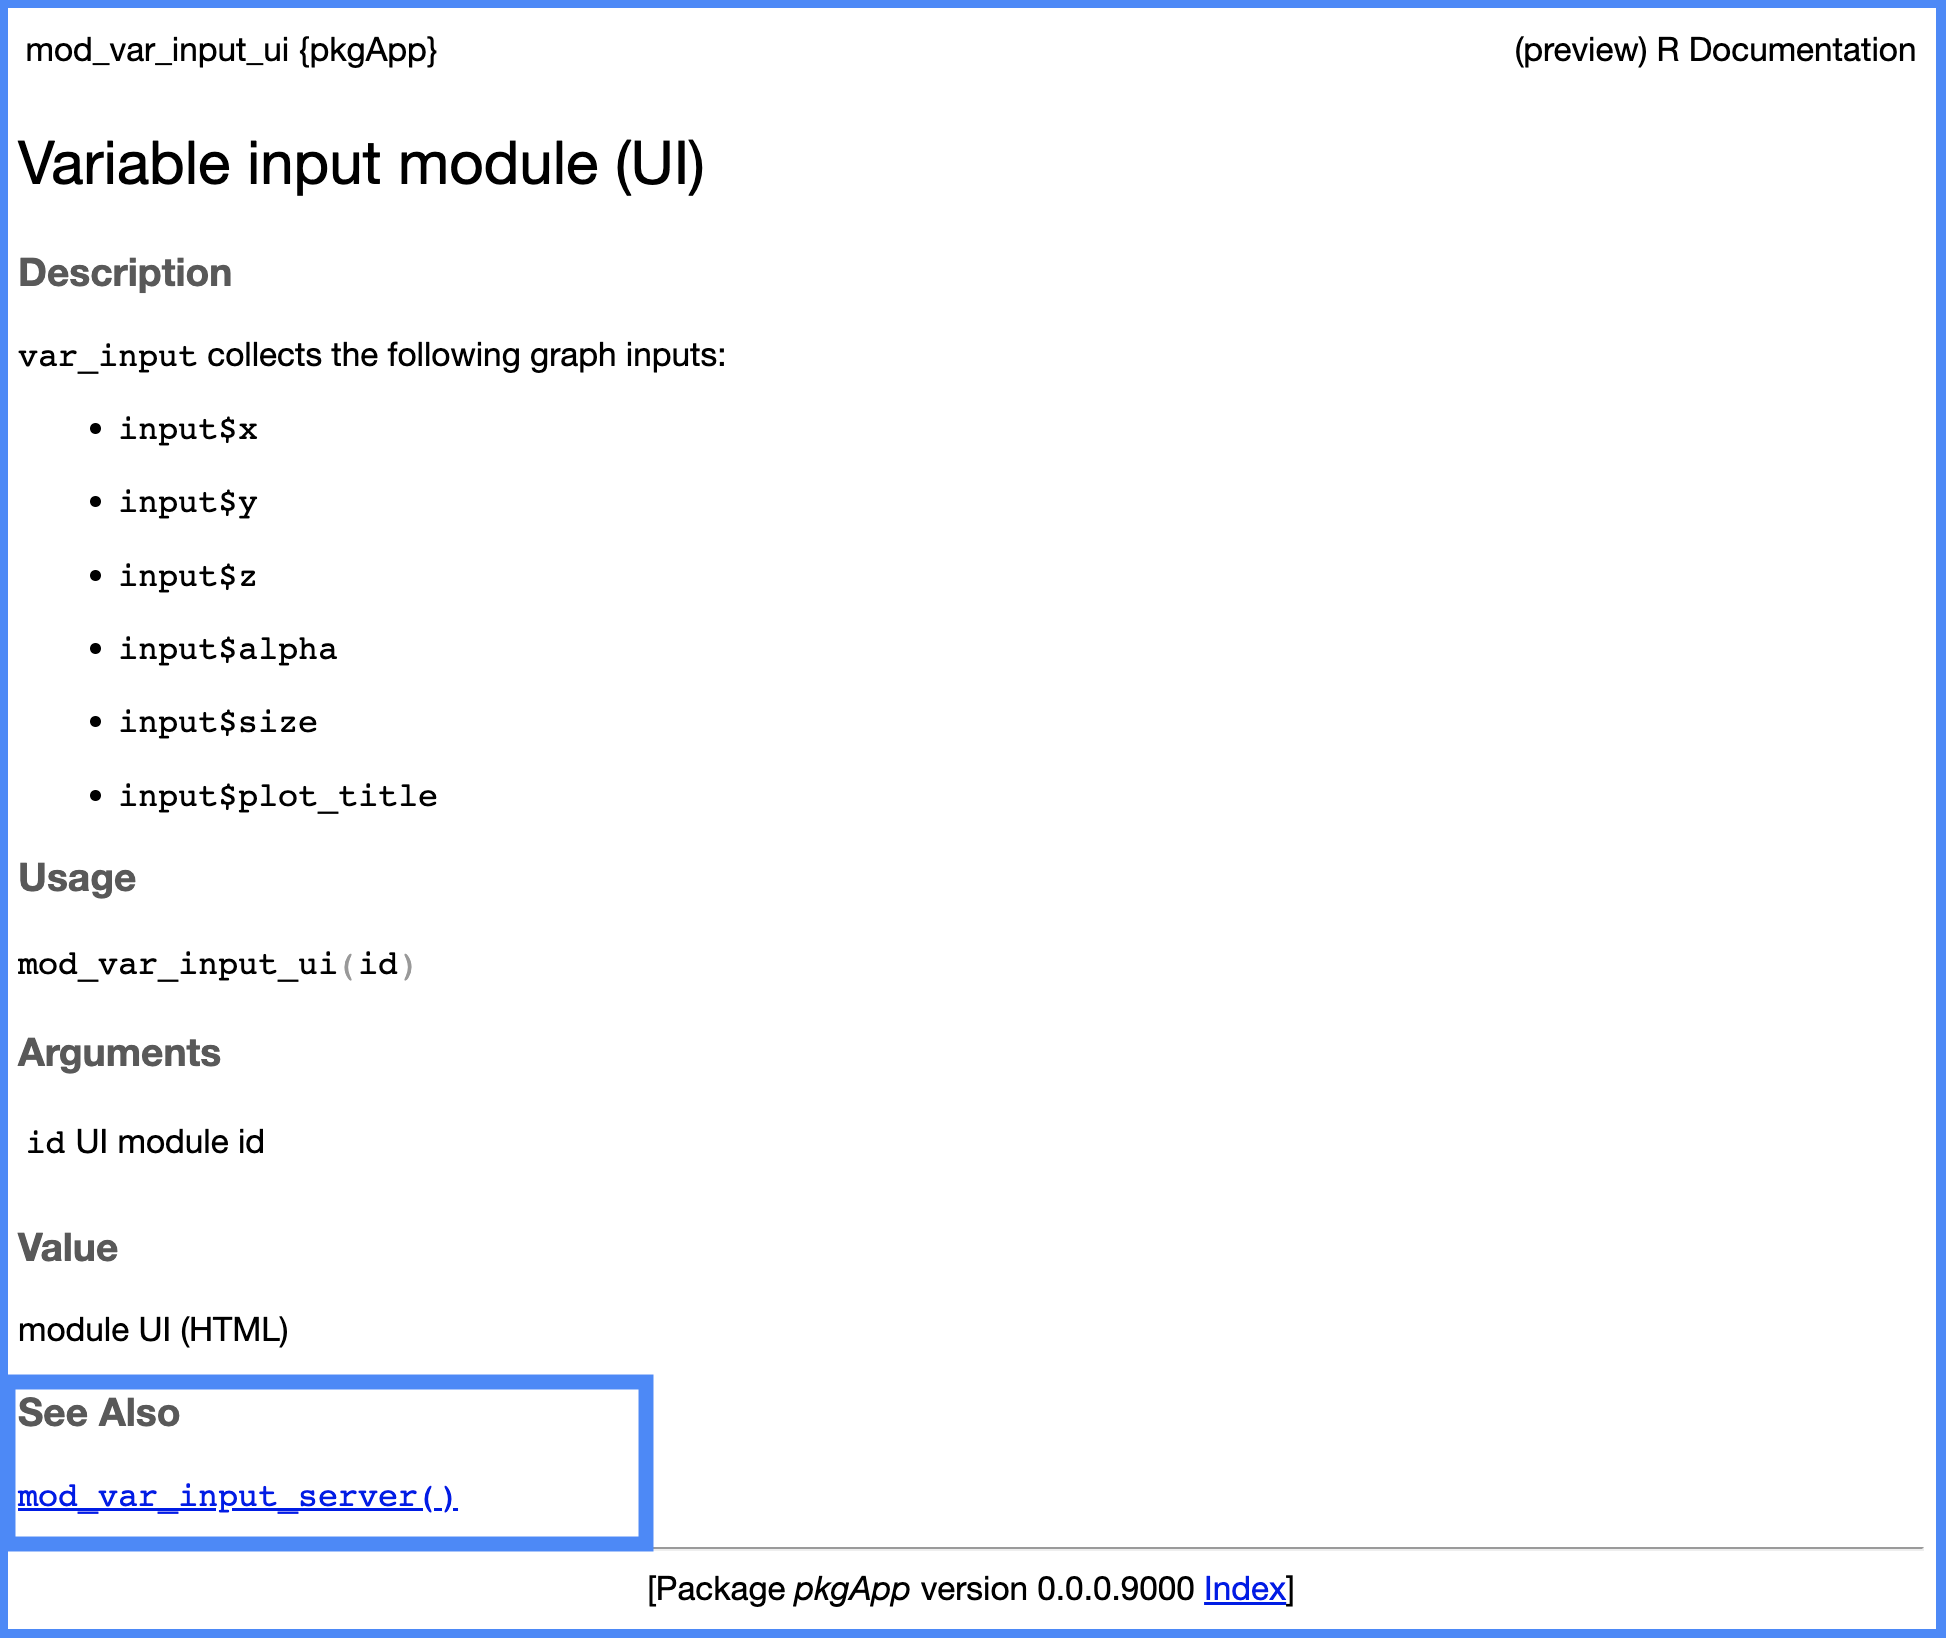 mod_var_input_ui {pkgApp} (preview) R Documentation
Variable input module (UI)
Description
var_input collects the following graph inputs:
• input$x
• input$y
• input$z
• input$alpha
• input$size
• input$plot_title
Usage
mod_var_input_ui(id)
Arguments
id UI module id
Value
module UI (HTML)
See Also
mod_var_input_server()
[Package pkgApp version 0.0.0.9000 Index]